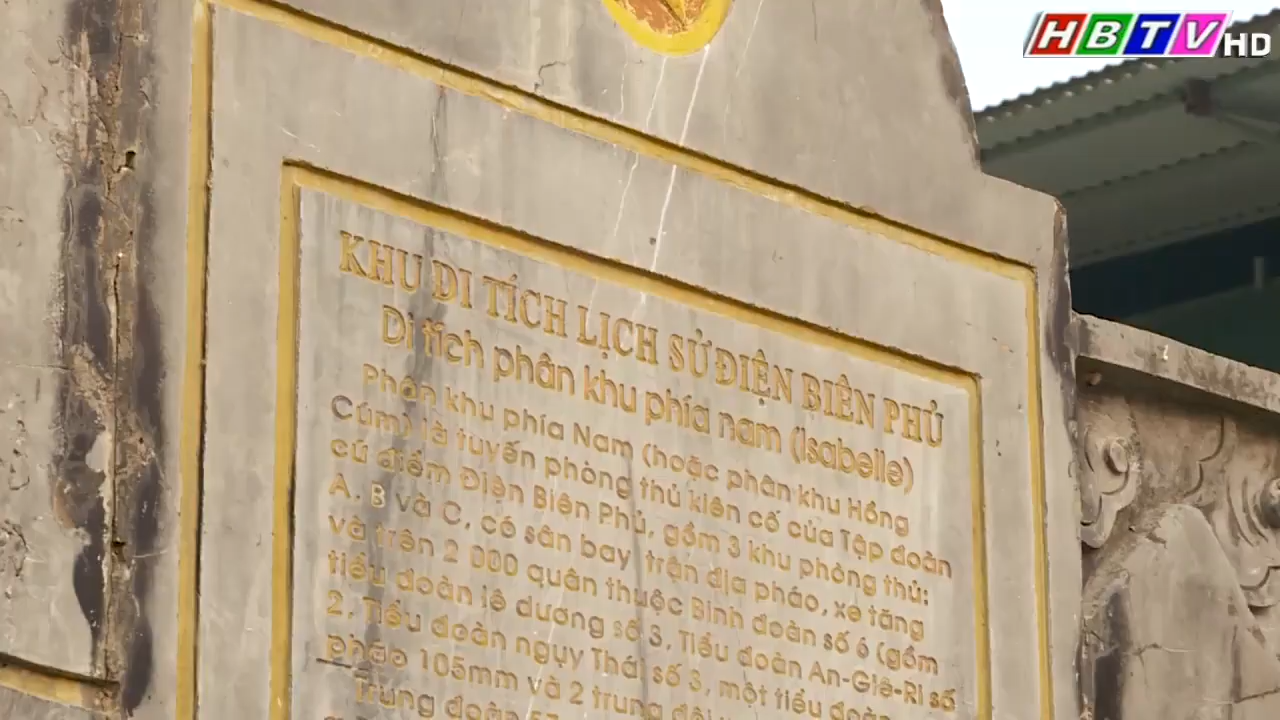 HBTV HD
KHU DI TÍCH LỊCH SỬ ĐIỆN BIÊN PHỦ
Di tích phân khu phía nam (Isabelle)
Phân khu phía Nam (hoặc phân khu Hồng
Cúm) là tuyến phòng thủ kiên cố của Tập đoàn
cứ điểm Điện Biên Phủ, gồm 3 khu phòng thủ:
A, B và C, có sân bay, trận địa pháo, xe tăng
và trên 2 000 quân thuộc Binh đoàn số 6 (gồm
tiểu đoàn lê dương số 3, Tiểu đoàn An-Giê-Ri số
2, Tiểu đoàn ngụy Thái số 3, một tiểu đoàn
pháo 105mm và 2 trung đội
Trung đoàn